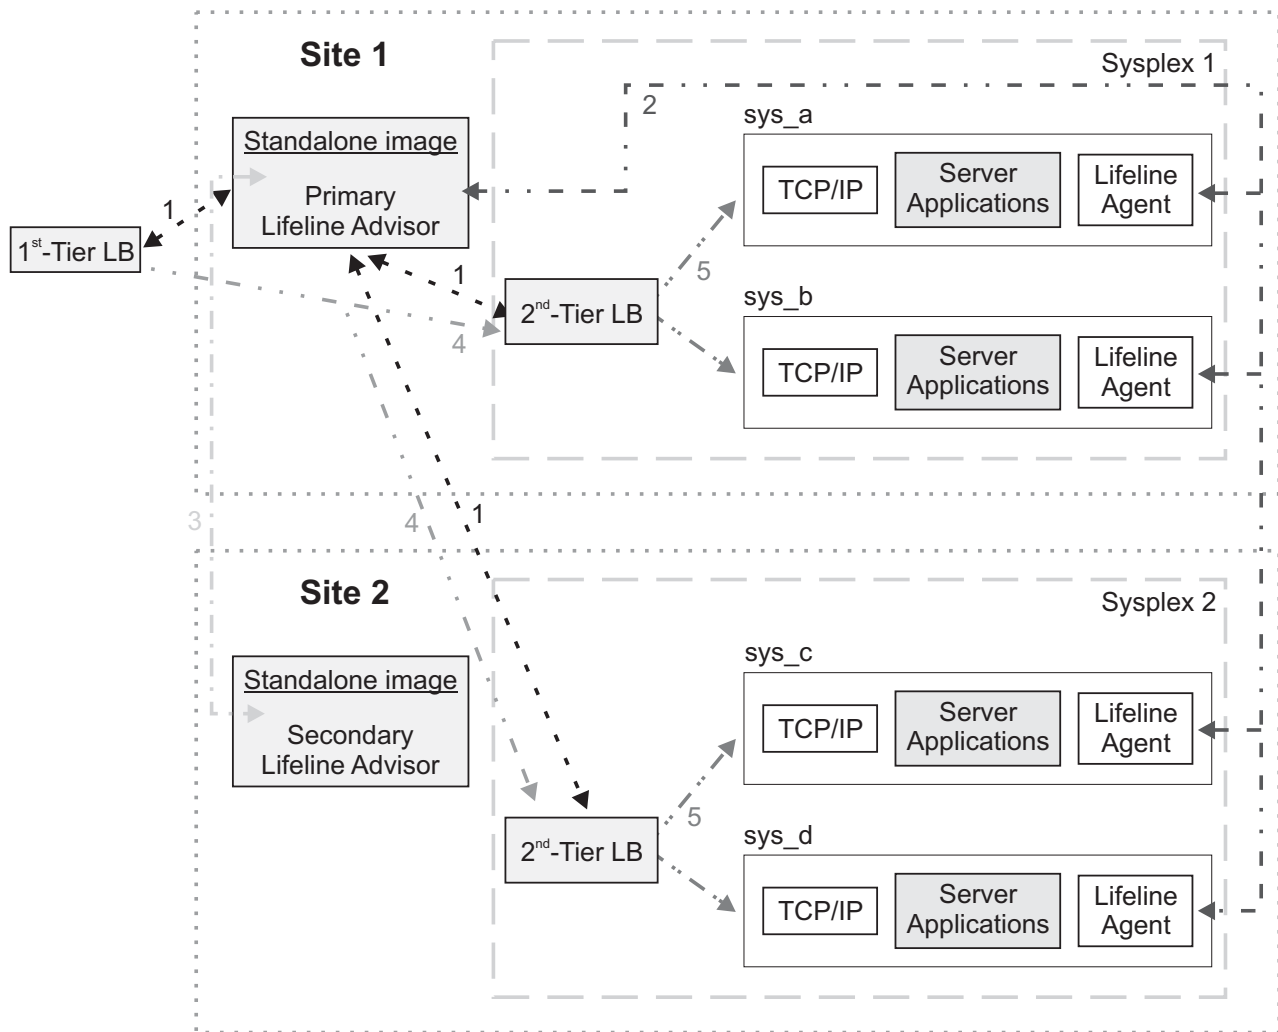 Site 1
Sysplex 1
2
sys_a
Standalone image
Primary
Lifeline Advisor
TCP/IP
Server
Applications
Lifeline
Agent
1
1st-Tier LB
1
5
sys_b
2nd-Tier LB
4
TCP/IP
Server
Applications
Lifeline
Agent
3
4
1
Site 2
Sysplex 2
sys_c
Standalone image
Secondary
Lifeline Advisor
TCP/IP
Server
Applications
Lifeline
Agent
5
sys_d
2nd-Tier LB
TCP/IP
Server
Applications
Lifeline
Agent